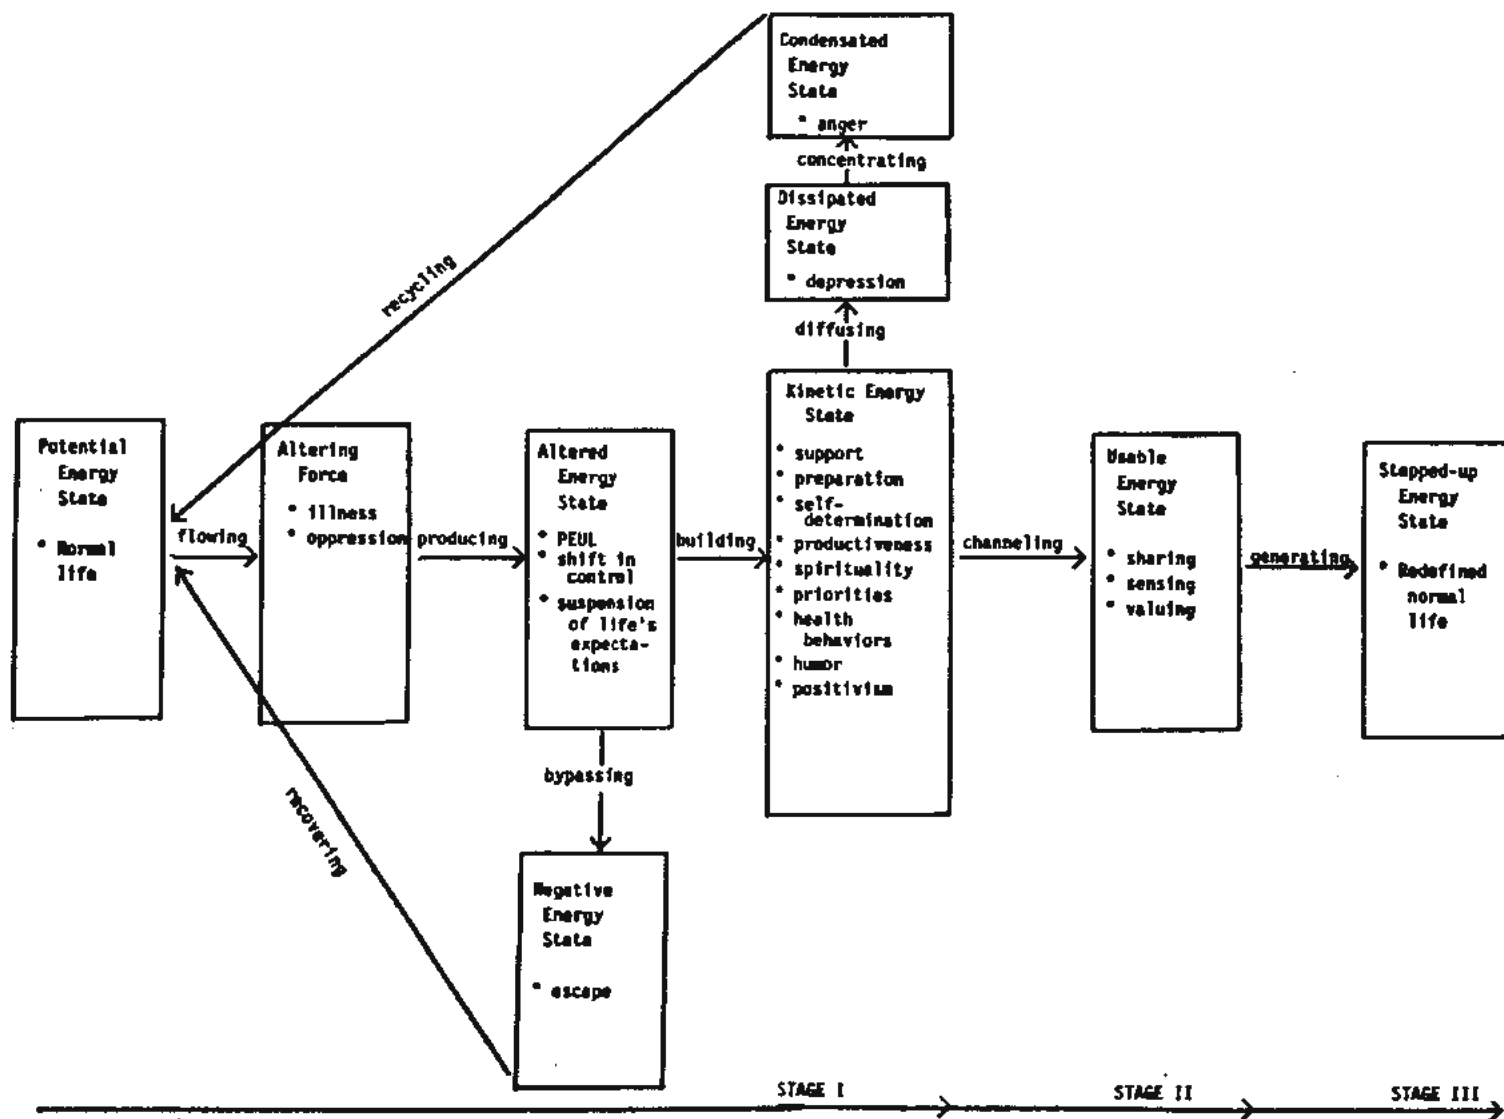 Condensated
Energy
State
* anger
concentrating
Dissipated
Energy
State
* depression
diffusing
recycling
Potential
Energy
State
* Normal
life
flowing
Altering
Force
* illness
* oppression
producing
Altered
Energy
State
* PEUL
* shift in
control
* suspension
of life's
expecta-
tions
building
Kinetic Energy
State
* support
* preparation
* self-
determination
* productiveness
* spirituality
* priorities
* health
behaviors
* humor
* positivism
channeling
Usable
Energy
State
* sharing
* sensing
* valuing
generating
Stepped-up
Energy
State
* Redefined
normal
life
bypassing
recovering
Negative
Energy
State
* escape
STAGE I
STAGE II
STAGE III